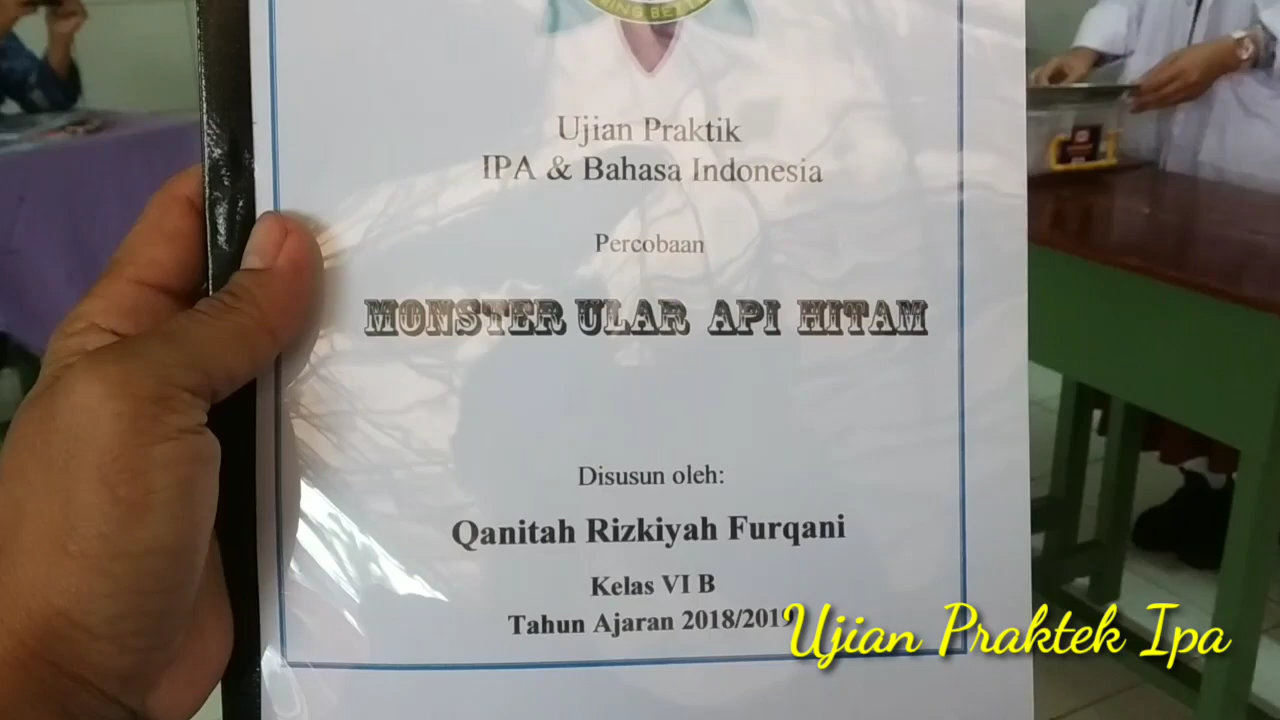 Ujian Praktik
IPA & Bahasa Indonesia
Percobaan
MONSTER ULAR API HITAM
Disusun oleh:
Qanitah Rizkiyah Furqani
Kelas VI B
Tahun Ajaran 2018/2019
Ujian Praktek Ipa